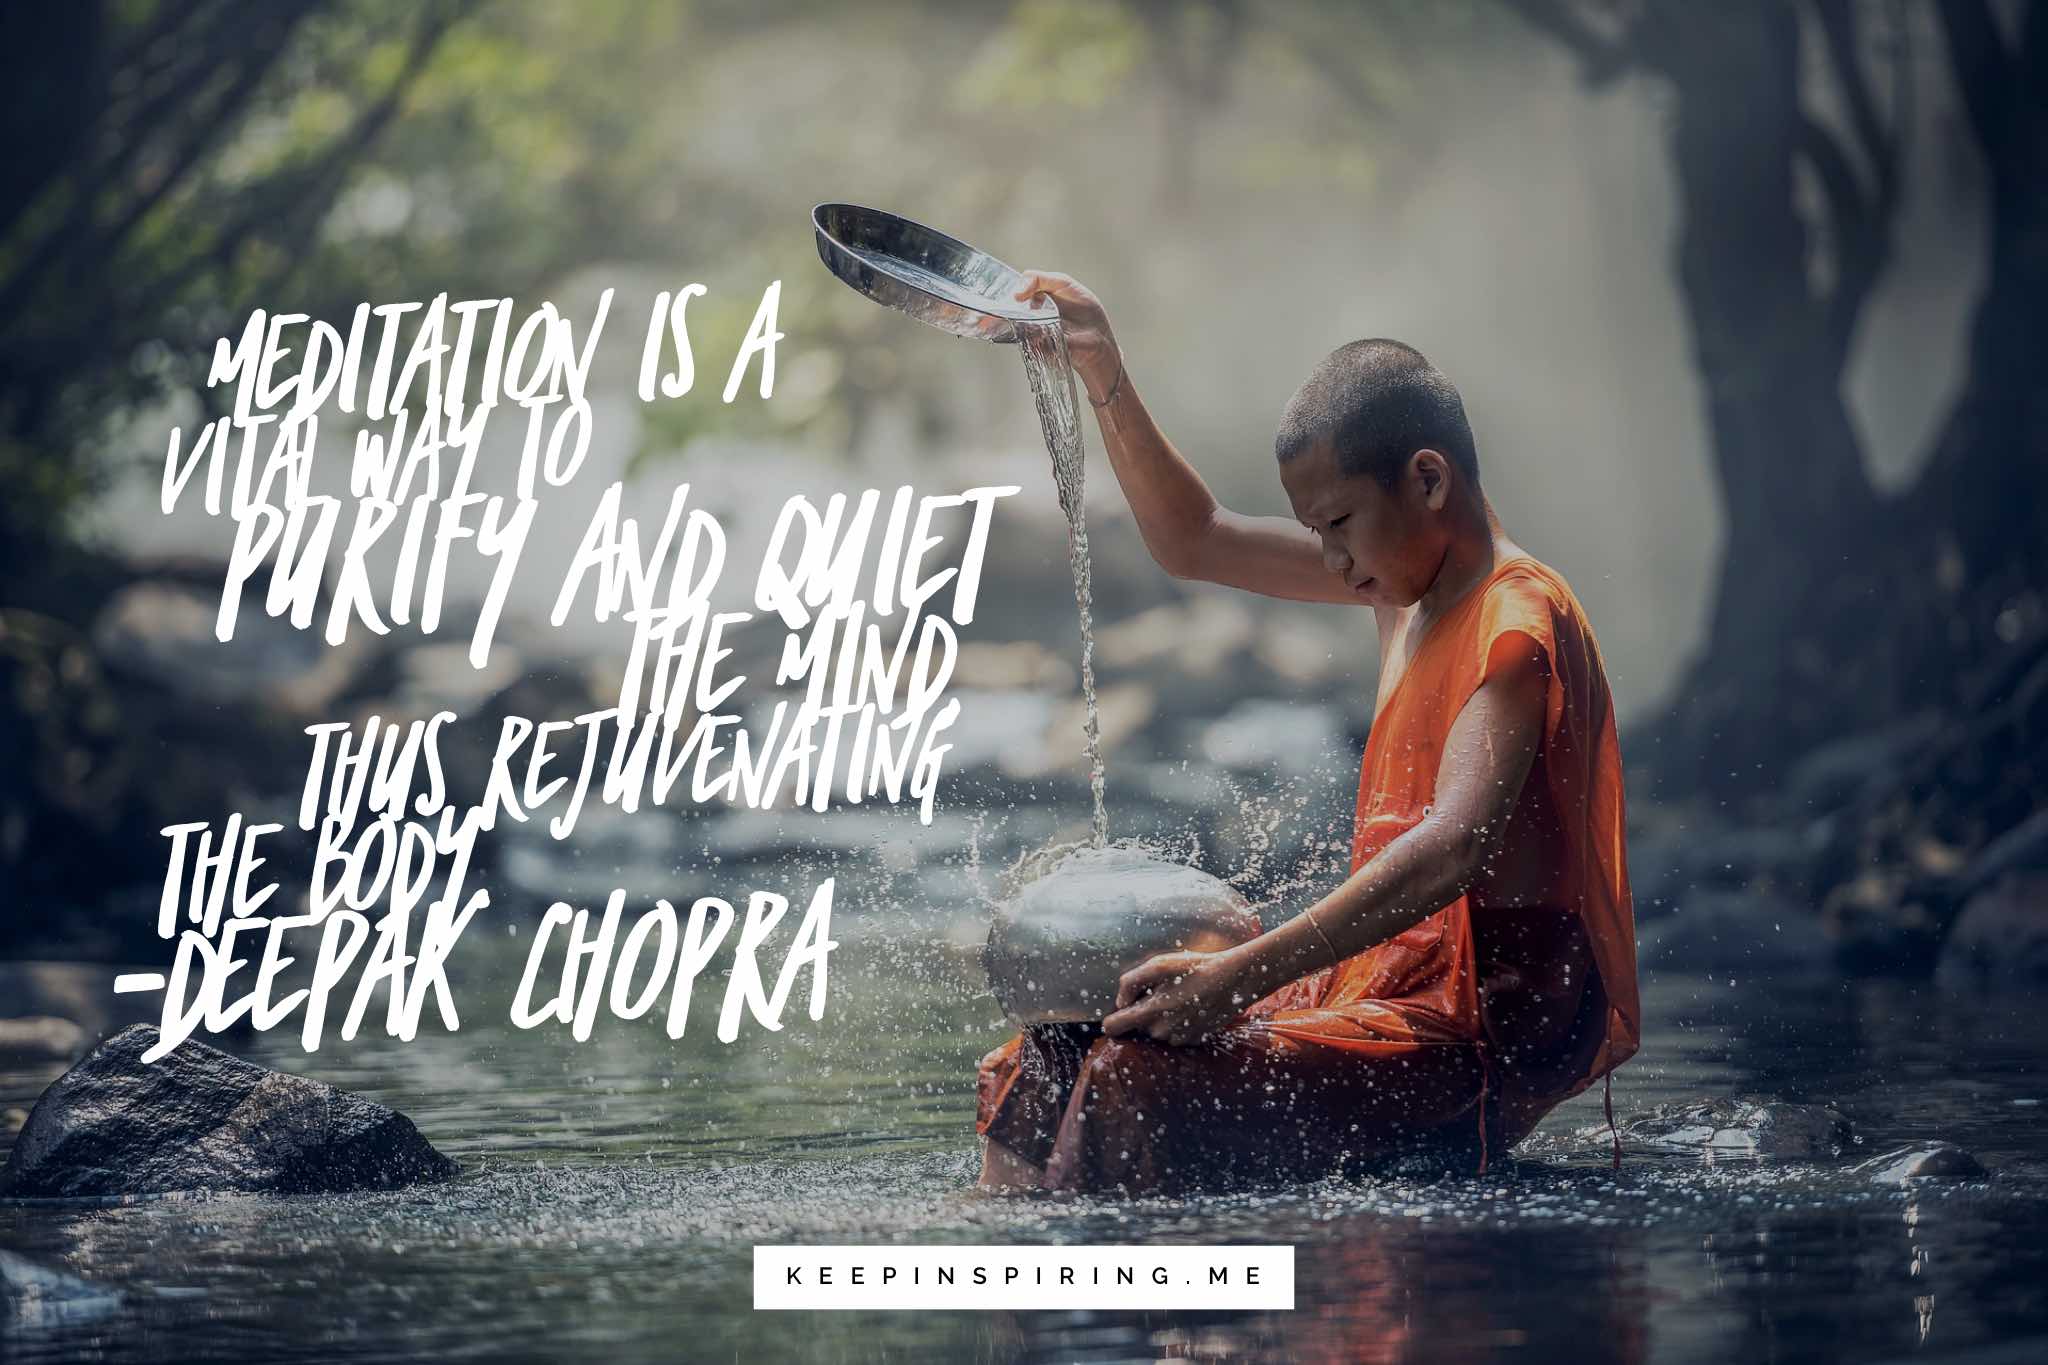 MEDITATION IS A
VITAL WAY TO
PURIFY AND QUIET
THE MIND,
THUS REJUVENATING
THE BODY.
-DEEPAK CHOPRA
KEEPINSPIRING.ME